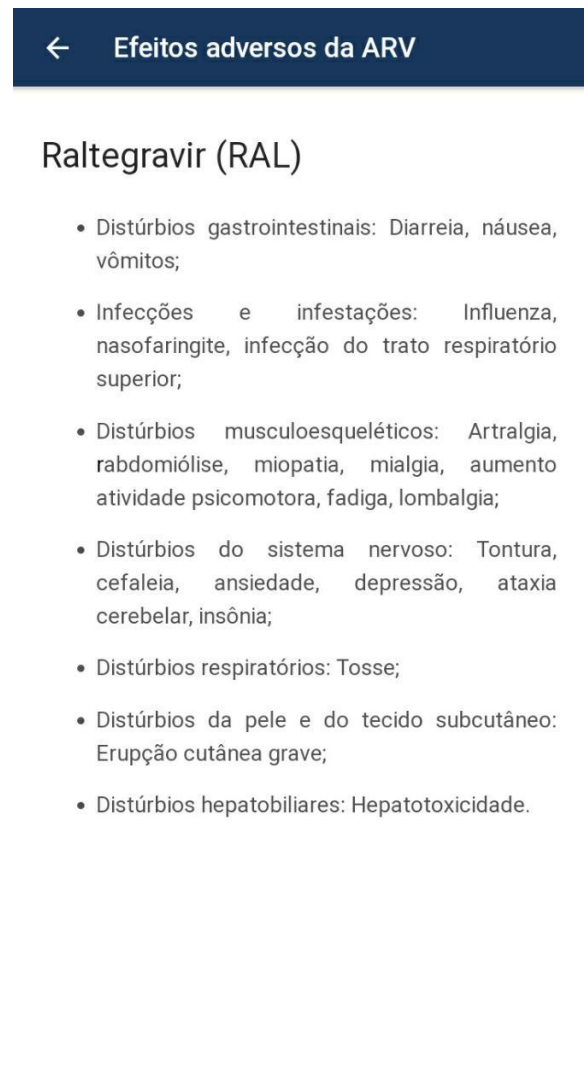 Efeitos adversos da ARV
Raltegravir (RAL)
• Distúrbios gastrointestinais: Diarreia, náusea,
vômitos;
• Infecções e infestações: Influenza,
nasofaringite, infecção do trato respiratório
superior;
• Distúrbios musculoesqueléticos: Artralgia,
rabdomiólise, miopatia, mialgia, aumento
atividade psicomotora, fadiga, lombalgia;
• Distúrbios do sistema nervoso: Tontura,
cefaleia, ansiedade, depressão, ataxia
cerebelar, insônia;
• Distúrbios respiratórios: Tosse;
• Distúrbios da pele e do tecido subcutâneo:
Erupção cutânea grave;
• Distúrbios hepatobiliares: Hepatotoxicidade.